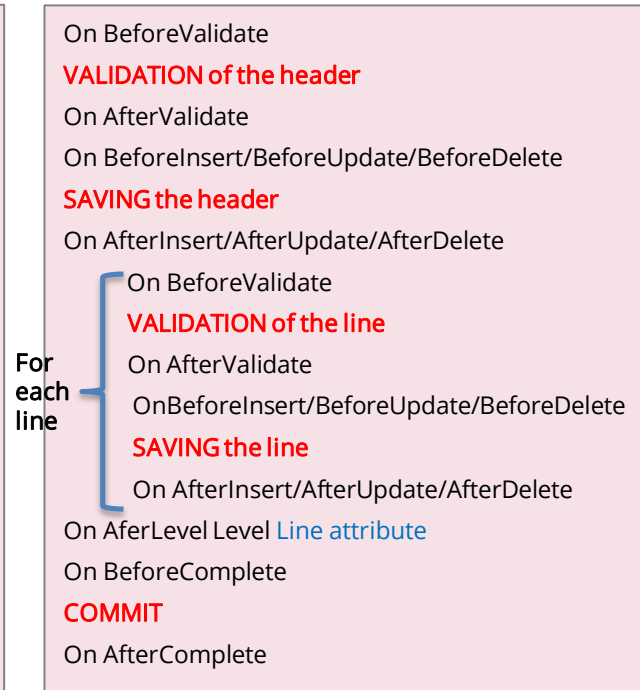 On BeforeValidate
VALIDATION of the header
On AfterValidate
On BeforeInsert/BeforeUpdate/BeforeDelete
SAVING the header
On AfterInsert/AfterUpdate/AfterDelete
For
each
line
On BeforeValidate
VALIDATION of the line
On AfterValidate
OnBeforeInsert/BeforeUpdate/BeforeDelete
SAVING the line
On AfterInsert/AfterUpdate/AfterDelete
On AferLevel Level Line attribute
On BeforeComplete
COMMIT
On AfterComplete